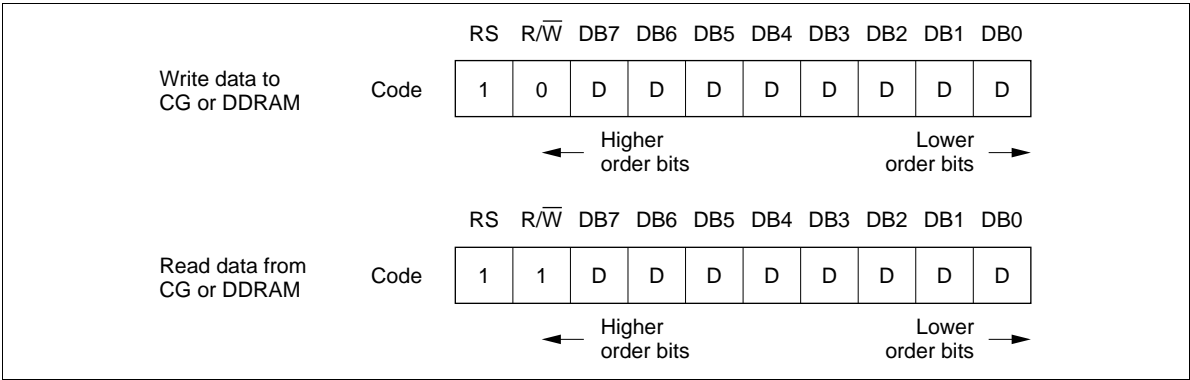 RS R/W̅ DB7 DB6 DB5 DB4 DB3 DB2 DB1 DB0
Write data to
CG or DDRAM
Code 1 0 D D D D D D D D
Higher
order bits
Lower
order bits
RS R/W̅ DB7 DB6 DB5 DB4 DB3 DB2 DB1 DB0
Read data from
CG or DDRAM
Code 1 1 D D D D D D D D
Higher
order bits
Lower
order bits